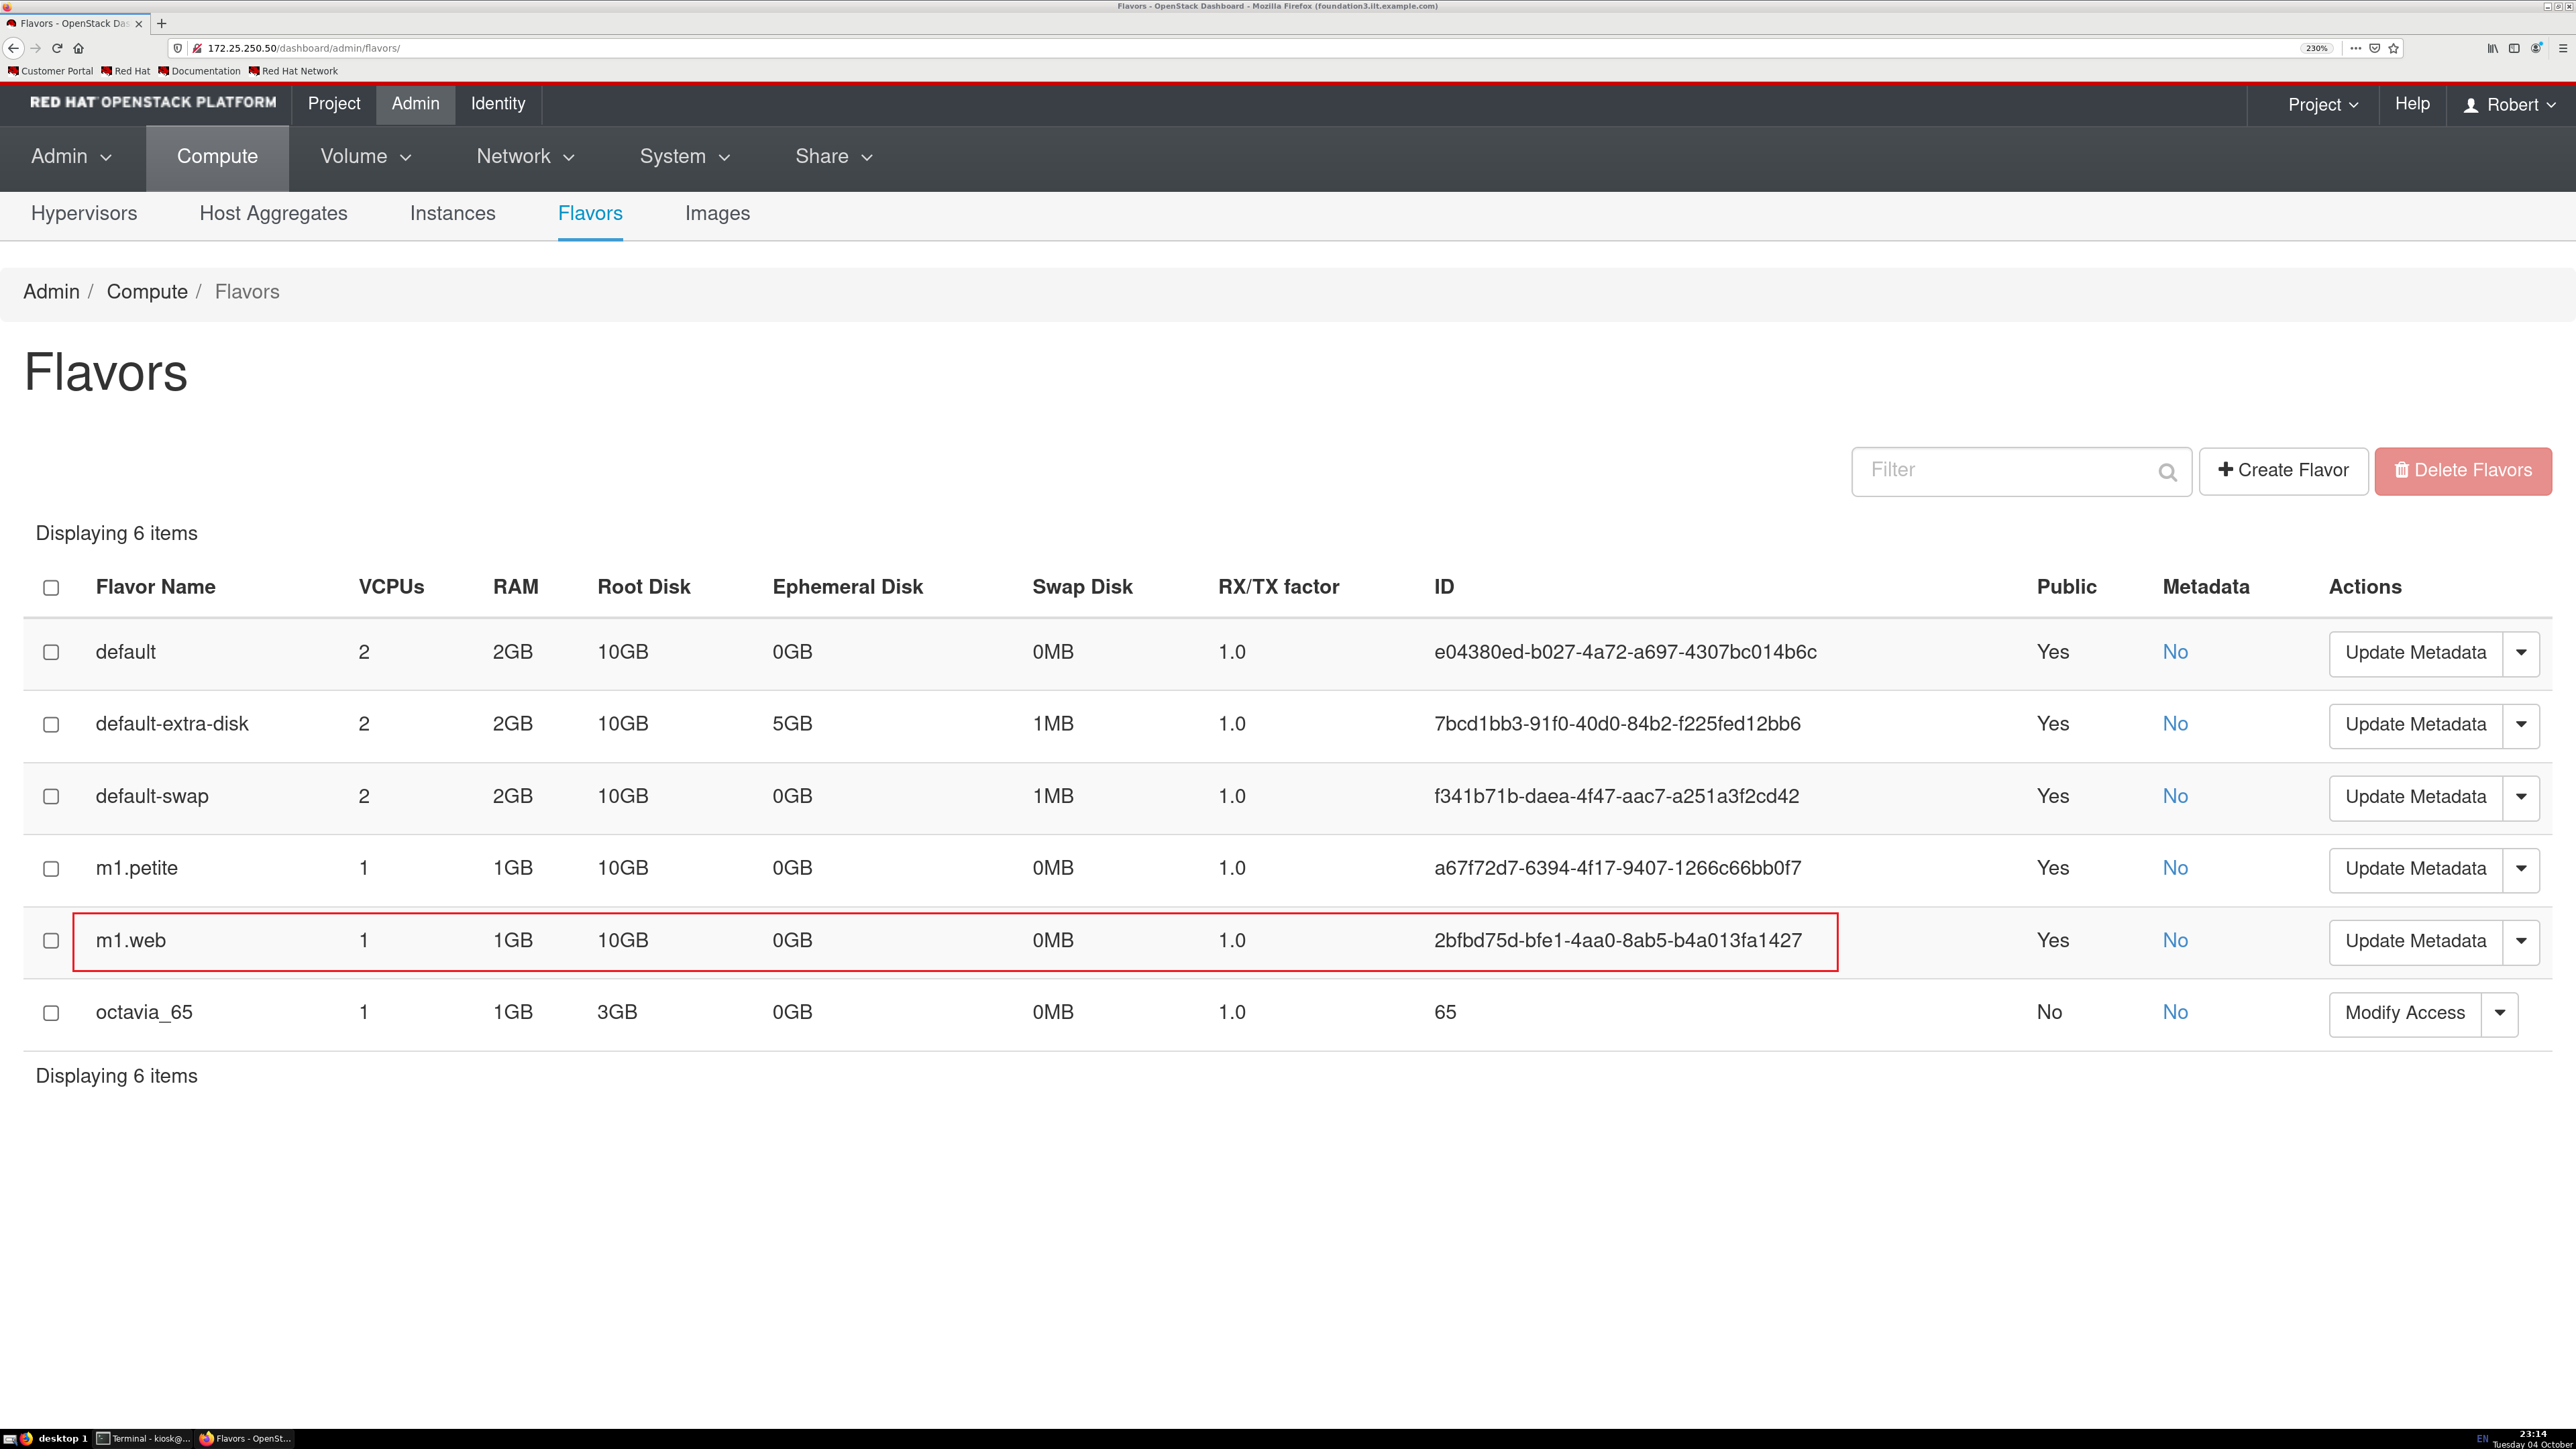 Flavors - OpenStack Dashboard - Mozilla Firefox (foundation3.ilt.example.com)
Flavors - OpenStack Das
172.25.250.50/dashboard/admin/flavors/ 230%
Customer Portal Red Hat Documentation Red Hat Network
RED HAT OPENSTACK PLATFORM Project Admin Identity Project Help Robert
Admin Compute Volume Network System Share
Hypervisors Host Aggregates Instances Flavors Images
Admin / Compute / Flavors
Flavors
Filter Create Flavor Delete Flavors
Displaying 6 items
Flavor Name VCPUs RAM Root Disk Ephemeral Disk Swap Disk RX/TX factor ID Public Metadata Actions
default 2 2GB 10GB 0GB 0MB 1.0 e04380ed-b027-4a72-a697-4307bc014b6c Yes No Update Metadata
default-extra-disk 2 2GB 10GB 5GB 1MB 1.0 7bcd1bb3-91f0-40d0-84b2-f225fed12bb6 Yes No Update Metadata
default-swap 2 2GB 10GB 0GB 1MB 1.0 f341b71b-daea-4f47-aac7-a251a3f2cd42 Yes No Update Metadata
m1.petite 1 1GB 10GB 0GB 0MB 1.0 a67f72d7-6394-4f17-9407-1266c66bb0f7 Yes No Update Metadata
m1.web 1 1GB 10GB 0GB 0MB 1.0 2bfbd75d-bfe1-4aa0-8ab5-b4a013fa1427 Yes No Update Metadata
octavia_65 1 1GB 3GB 0GB 0MB 1.0 65 No No Modify Access
Displaying 6 items
desktop 1 Terminal - kiosk@... Flavors - OpenSt... EN 23:14
Tuesday 04 October